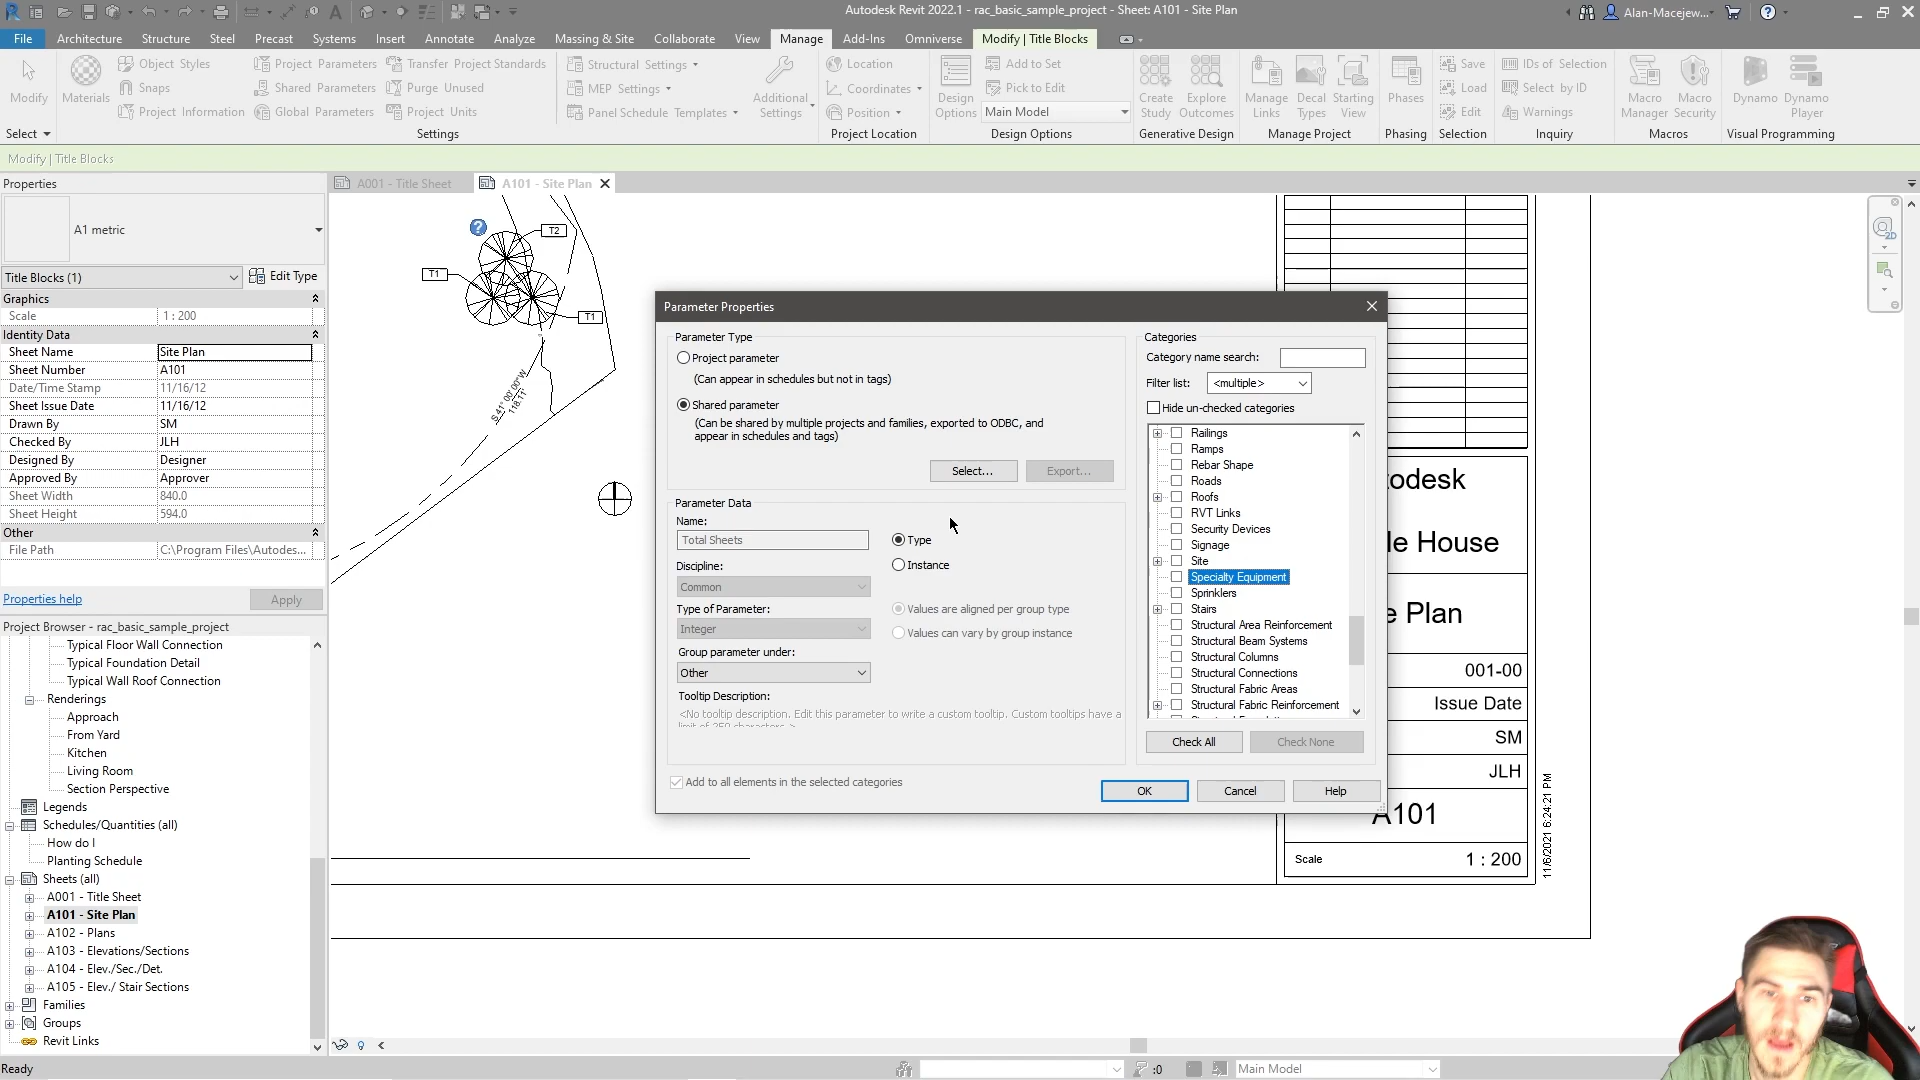 Autodesk Revit 2022.1 - rac_basic_sample_project - Sheet: A101 - Site Plan
Alan-Macejew...
File Architecture Structure Steel Precast Systems Insert Annotate Analyze Massing & Site Collaborate View Manage Add-Ins Omniverse Modify | Title Blocks
Modify
Select
Materials
Object Styles
Snaps
Project Information
Project Parameters
Shared Parameters
Global Parameters
Transfer Project Standards
Purge Unused
Project Units
Settings
Structural Settings
MEP Settings
Panel Schedule Templates
Additional
Settings
Location
Coordinates
Position
Project Location
Design
Options
Add to Set
Pick to Edit
Main Model
Design Options
Create
Study
Explore
Outcomes
Generative Design
Manage
Links
Decal
Types
Starting
View
Manage Project
Phases
Phasing
Save
Load
Edit
Selection
IDs of Selection
Select by ID
Warnings
Inquiry
Macro
Manager
Macro
Security
Macros
Dynamo
Dynamo
Player
Visual Programming
Modify | Title Blocks
Properties
A1 metric
Title Blocks (1)
Edit Type
Graphics
Scale 1 : 200
Identity Data
Sheet Name Site Plan
Sheet Number A101
Date/Time Stamp 11/16/12
Sheet Issue Date 11/16/12
Drawn By SM
Checked By JLH
Designed By Designer
Approved By Approver
Sheet Width 840.0
Sheet Height 594.0
Other
File Path C:\Program Files\Autodes...
Properties help
Apply
Project Browser - rac_basic_sample_project
Typical Floor Wall Connection
Typical Foundation Detail
Typical Wall Roof Connection
Renderings
Approach
From Yard
Kitchen
Living Room
Section Perspective
Legends
Schedules/Quantities (all)
How do I
Planting Schedule
Sheets (all)
A001 - Title Sheet
A101 - Site Plan
A102 - Plans
A103 - Elevations/Sections
A104 - Elev./Sec./Det.
A105 - Elev./ Stair Sections
Families
Groups
Revit Links
Ready
A001 - Title Sheet
A101 - Site Plan
2D
T2
T1
T1
S 41° 00' 00" W
118.11'
Parameter Properties
Parameter Type
Project parameter
(Can appear in schedules but not in tags)
Shared parameter
(Can be shared by multiple projects and families, exported to ODBC, and
appear in schedules and tags)
Select...
Export...
Parameter Data
Name:
Total Sheets
Discipline:
Common
Type of Parameter:
Integer
Group parameter under:
Other
Tooltip Description:
<No tooltip description. Edit this parameter to write a custom tooltip. Custom tooltips have a
limit of 250 characters.>
Type
Instance
Values are aligned per group type
Values can vary by group instance
Add to all elements in the selected categories
Categories
Category name search:
Filter list:
<multiple>
Hide un-checked categories
Railings
Ramps
Rebar Shape
Roads
Roofs
RVT Links
Security Devices
Signage
Site
Specialty Equipment
Sprinklers
Stairs
Structural Area Reinforcement
Structural Beam Systems
Structural Columns
Structural Connections
Structural Fabric Areas
Structural Fabric Reinforcement
Check All
Check None
OK
Cancel
Help
odesk
le House
e Plan
001-00
Issue Date
SM
JLH
A101
Scale
1 : 200
11/6/2021 6:24:21 PM
:0
Main Model